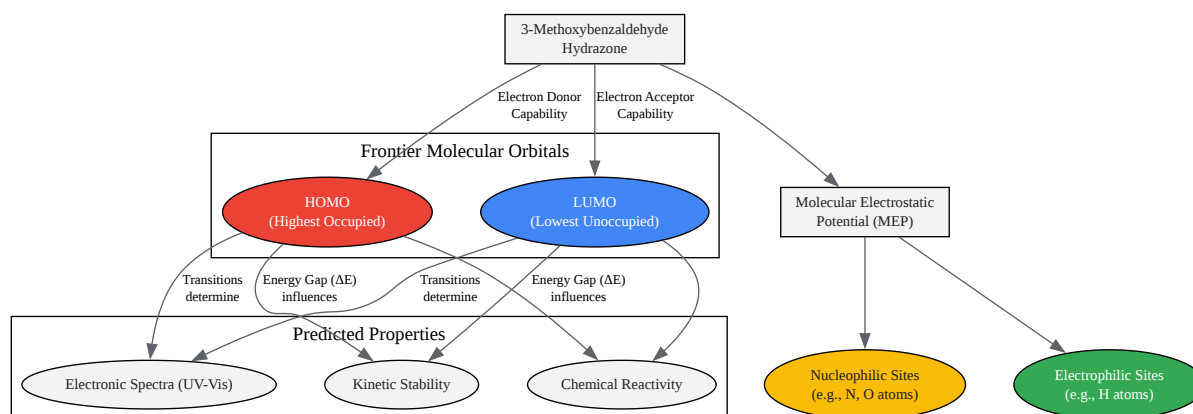 3-Methoxybenzaldehyde
Hydrazone
Electron Donor
Capability
Electron Acceptor
Capability
Frontier Molecular Orbitals
HOMO
(Highest Occupied)
LUMO
(Lowest Unoccupied)
Molecular Electrostatic
Potential (MEP)
Transitions
determine
Energy Gap (ΔE)
influences
Transitions
determine
Energy Gap (ΔE)
influences
Predicted Properties
Electronic Spectra (UV-Vis)
Kinetic Stability
Chemical Reactivity
Nucleophilic Sites
(e.g., N, O atoms)
Electrophilic Sites
(e.g., H atoms)